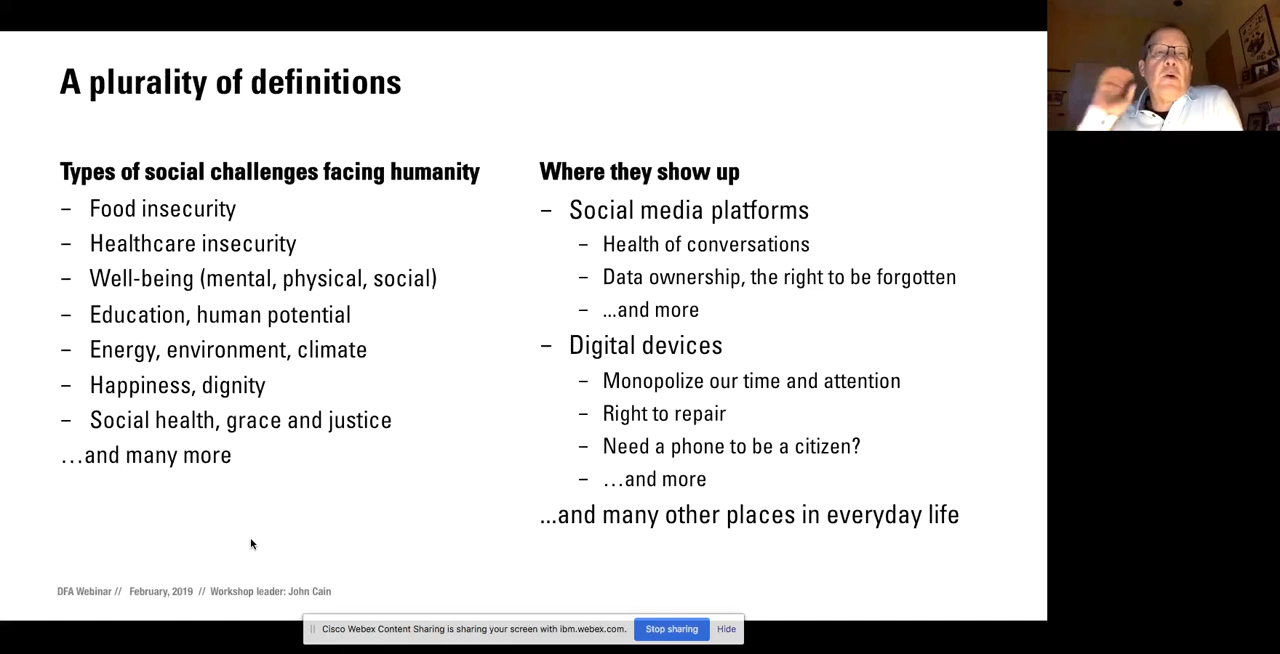 A plurality of definitions
Types of social challenges facing humanity
– Food insecurity
– Healthcare insecurity
– Well-being (mental, physical, social)
– Education, human potential
– Energy, environment, climate
– Happiness, dignity
– Social health, grace and justice
…and many more
Where they show up
– Social media platforms
– Health of conversations
– Data ownership, the right to be forgotten
– ...and more
– Digital devices
– Monopolize our time and attention
– Right to repair
– Need a phone to be a citizen?
– …and more
...and many other places in everyday life
DFA Webinar // February, 2019 // Workshop leader: John Cain
Cisco Webex Content Sharing is sharing your screen with ibm.webex.com. Stop sharing Hide